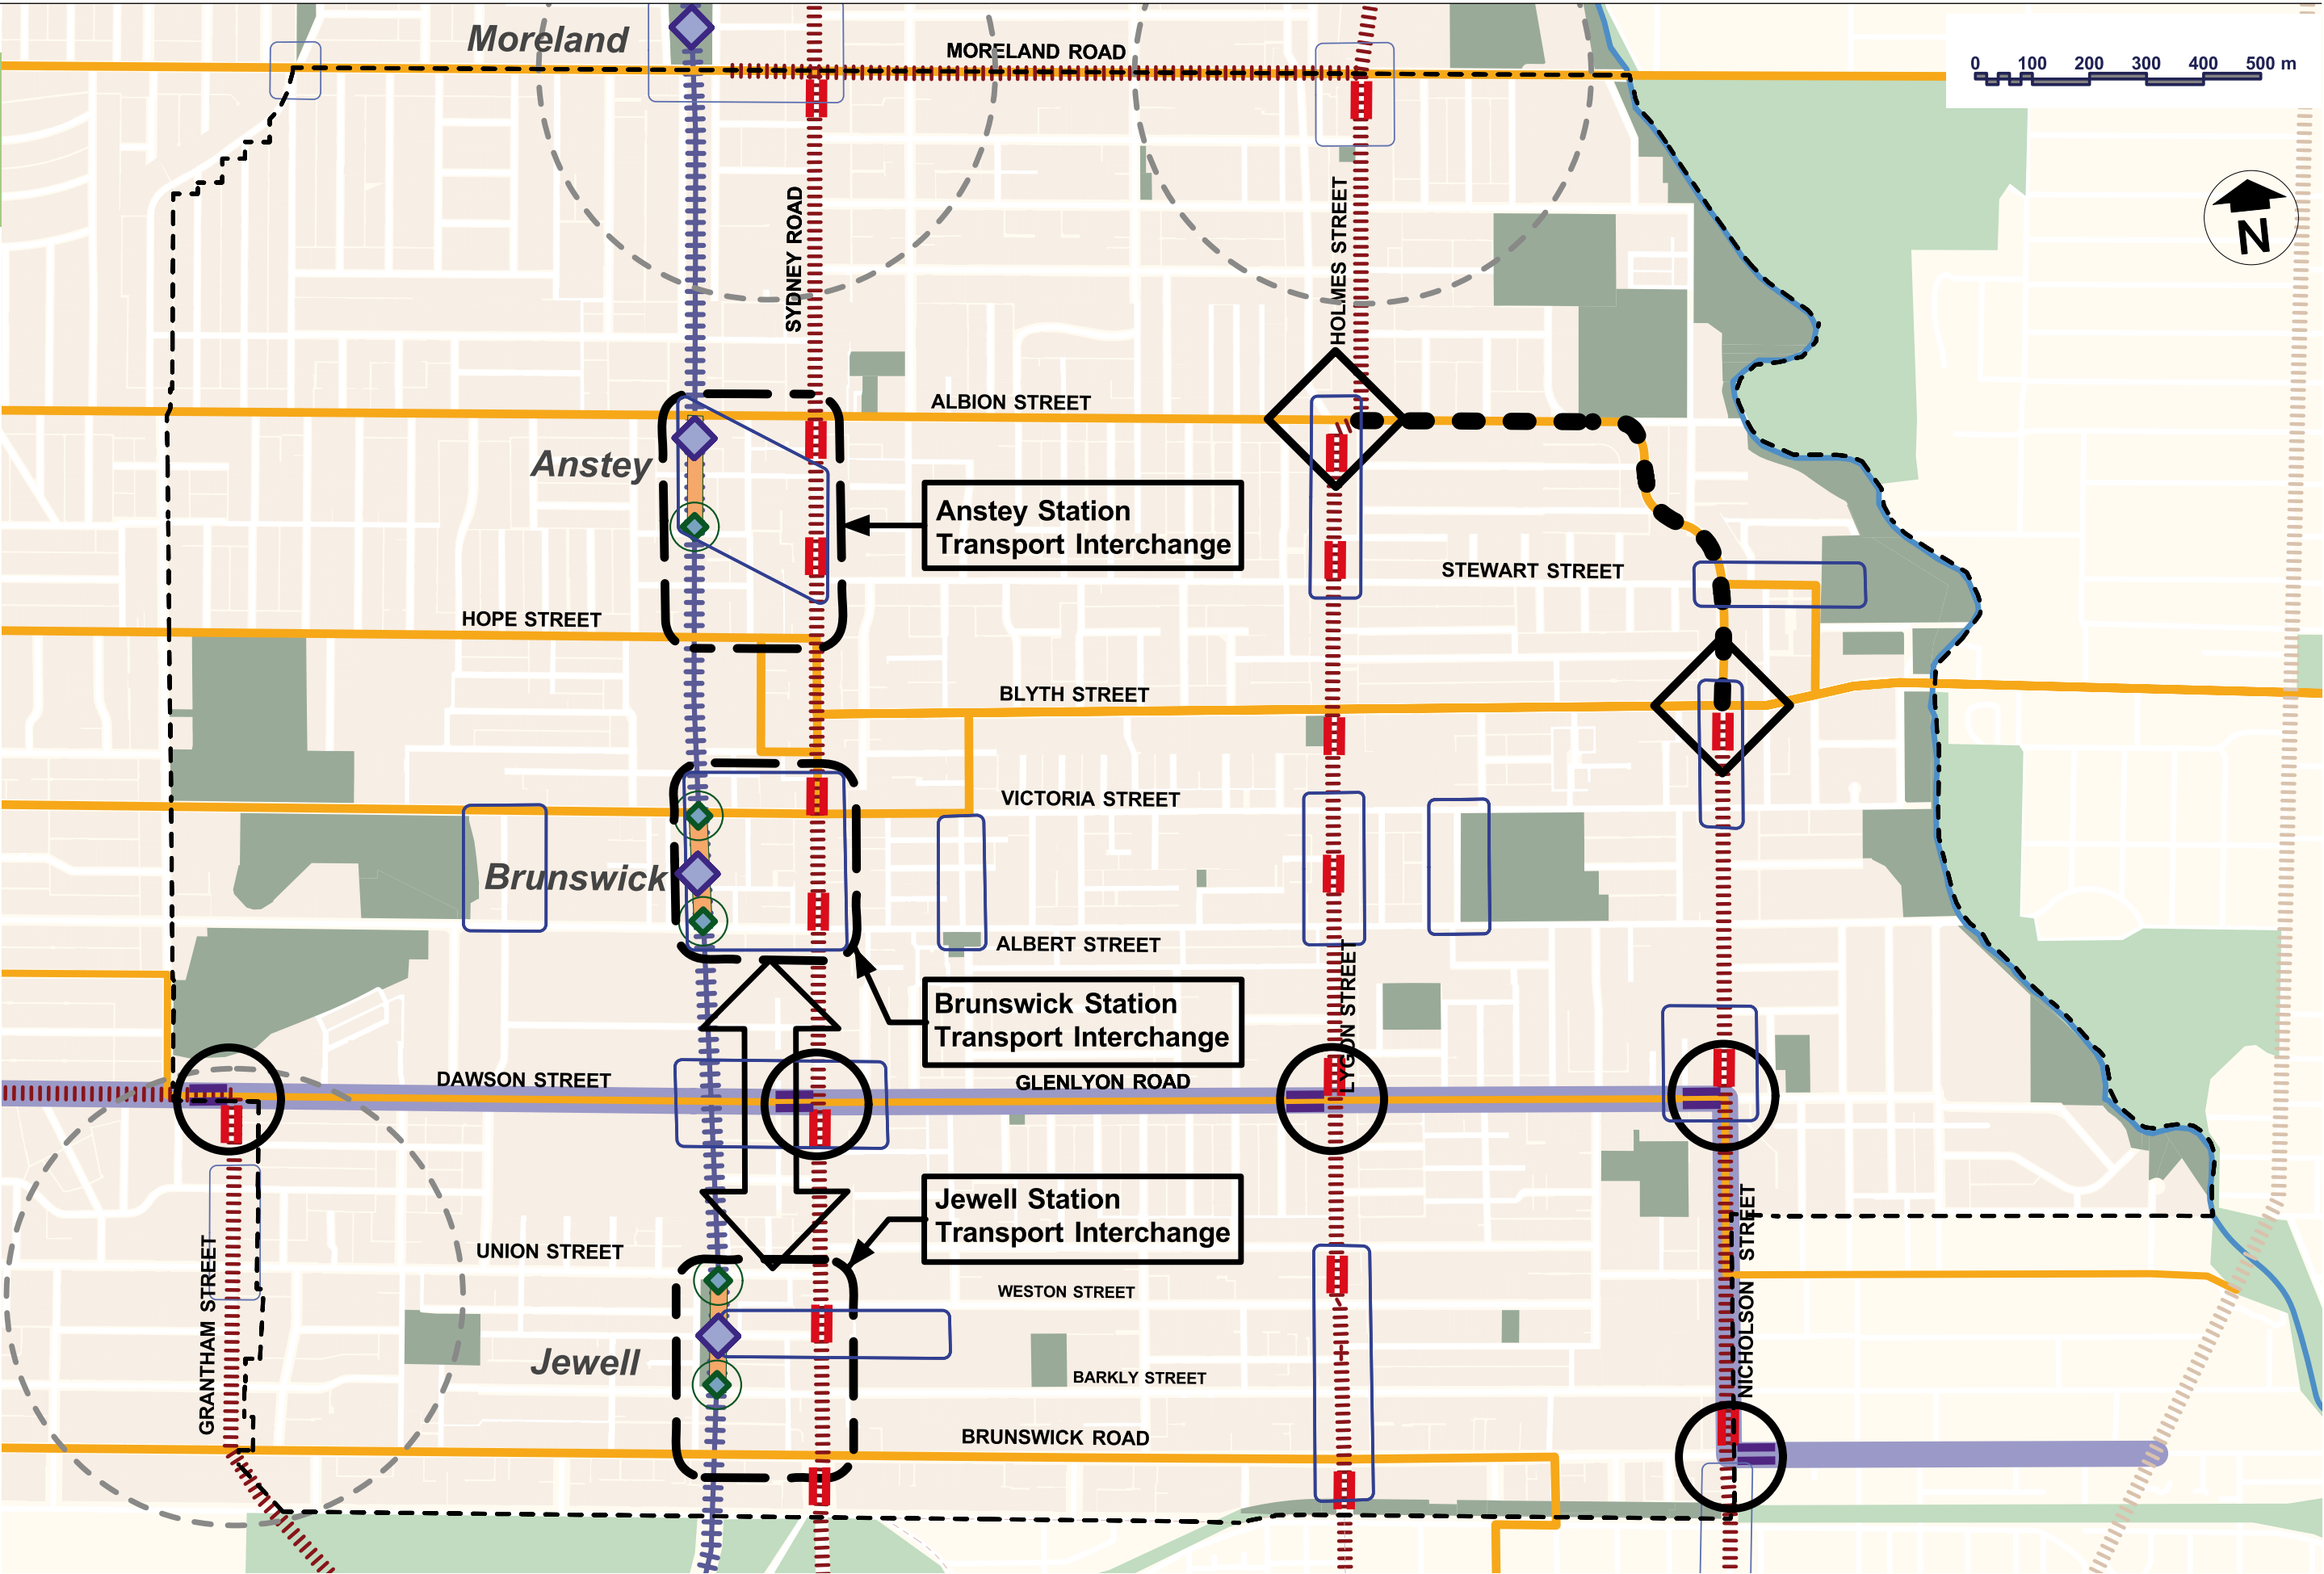 Moreland
MORELAND ROAD
0 100 200 300 400 500 m
N
SYDNEY ROAD
HOLMES STREET
ALBION STREET
Anstey
Anstey Station
Transport Interchange
STEWART STREET
HOPE STREET
BLYTH STREET
VICTORIA STREET
Brunswick
ALBERT STREET
LYGON STREET
Brunswick Station
Transport Interchange
DAWSON STREET
GLENLYON ROAD
Jewell Station
Transport Interchange
NICHOLSON STREET
GRANTHAM STREET
UNION STREET
WESTON STREET
Jewell
BARKLY STREET
BRUNSWICK ROAD